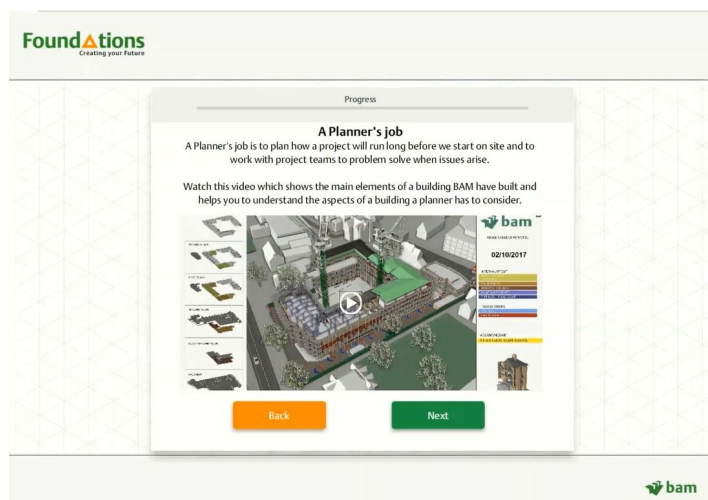 Foundations
Creating your Future
Progress
A Planner's job
A Planner's job is to plan how a project will run long before we start on site and to
work with project teams to problem solve when issues arise.
Watch this video which shows the main elements of a building BAM have built and
helps you to understand the aspects of a building a planner has to consider.
bam
02/10/2017
Back
Next
bam